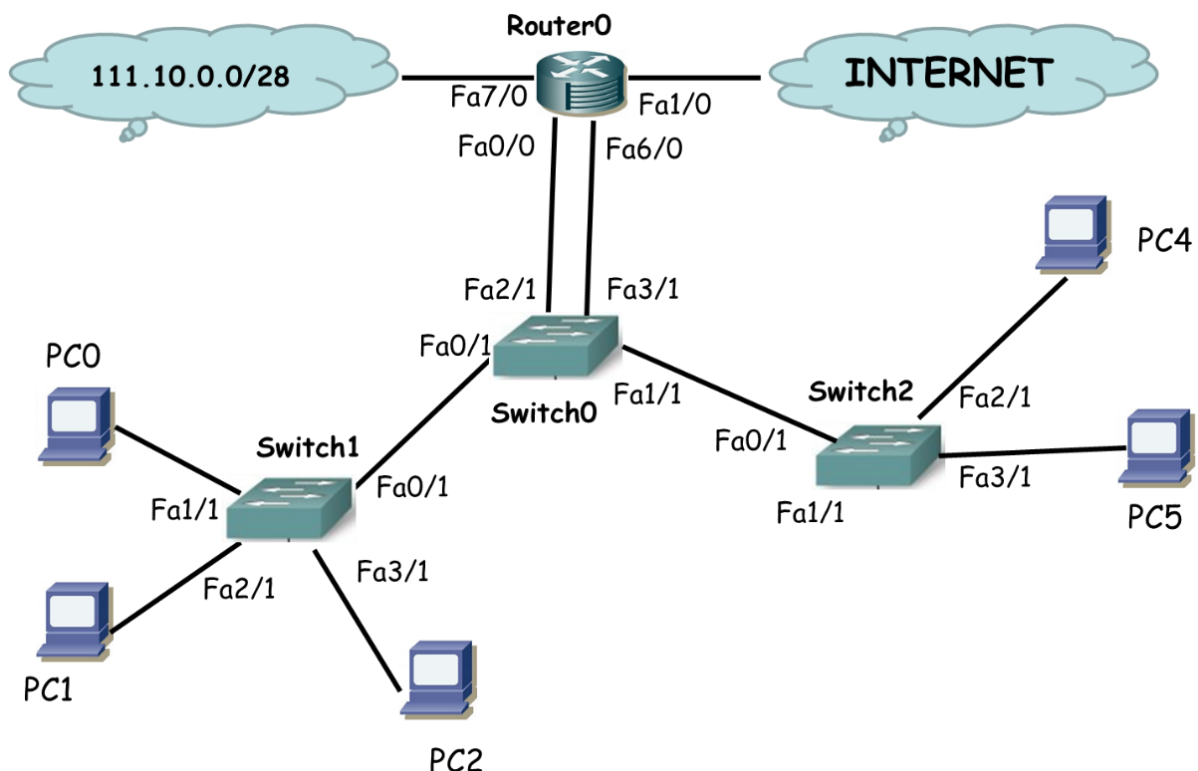 Router0
111.10.0.0/28
INTERNET
Fa7/0
Fa1/0
Fa0/0
Fa6/0
PC4
Fa2/1
Fa3/1
PC0
Fa0/1
Fa1/1
Switch0
Switch2
Fa2/1
Fa0/1
Switch1
Fa0/1
Fa3/1
Fa1/1
Fa1/1
PC5
Fa3/1
Fa2/1
PC1
PC2